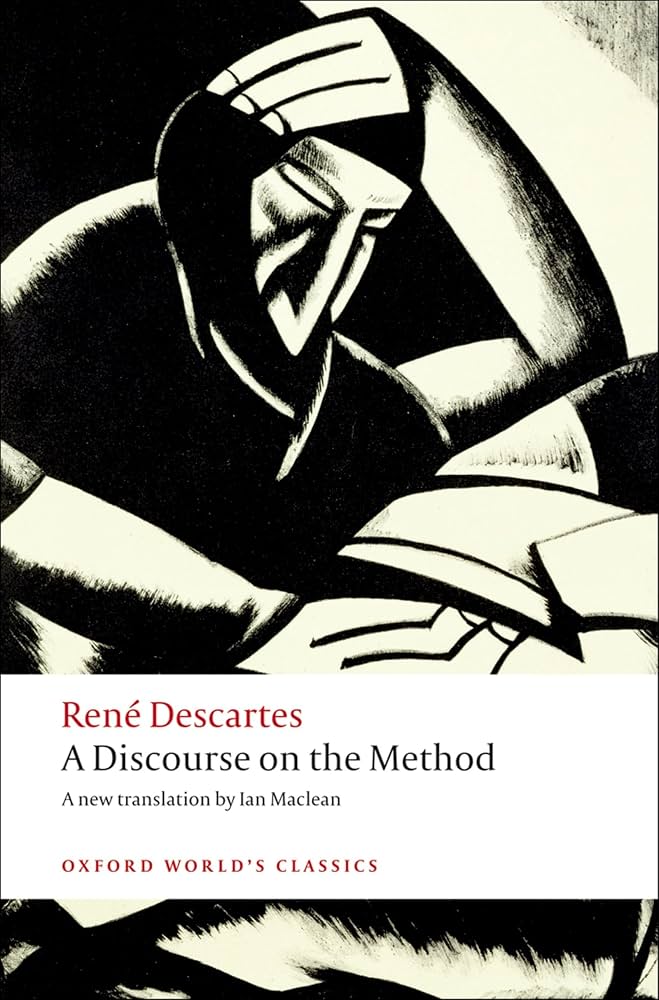 René Descartes
A Discourse on the Method
A new translation by Ian Maclean
OXFORD WORLD'S CLASSICS